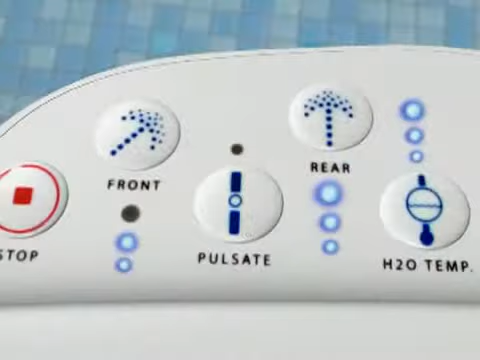 FRONT
REAR
STOP
PULSATE
H2O TEMP.